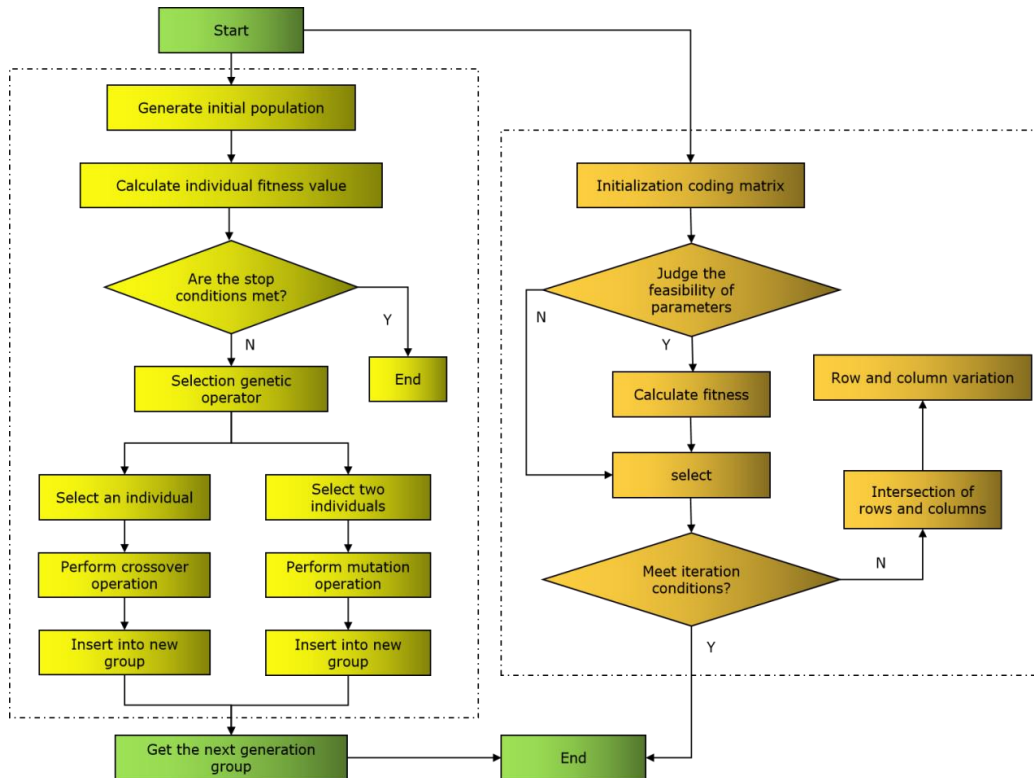 Start
Generate initial population
Calculate individual fitness value
Are the stop
conditions met?
Y
N
End
Selection genetic
operator
Select an individual
Select two
individuals
Perform crossover
operation
Perform mutation
operation
Insert into new
group
Insert into new
group
Get the next generation
group
Initialization coding matrix
Judge the
feasibility of
parameters
N
Y
Calculate fitness
select
Meet iteration
conditions?
N
Intersection of
rows and columns
Row and column variation
Y
End